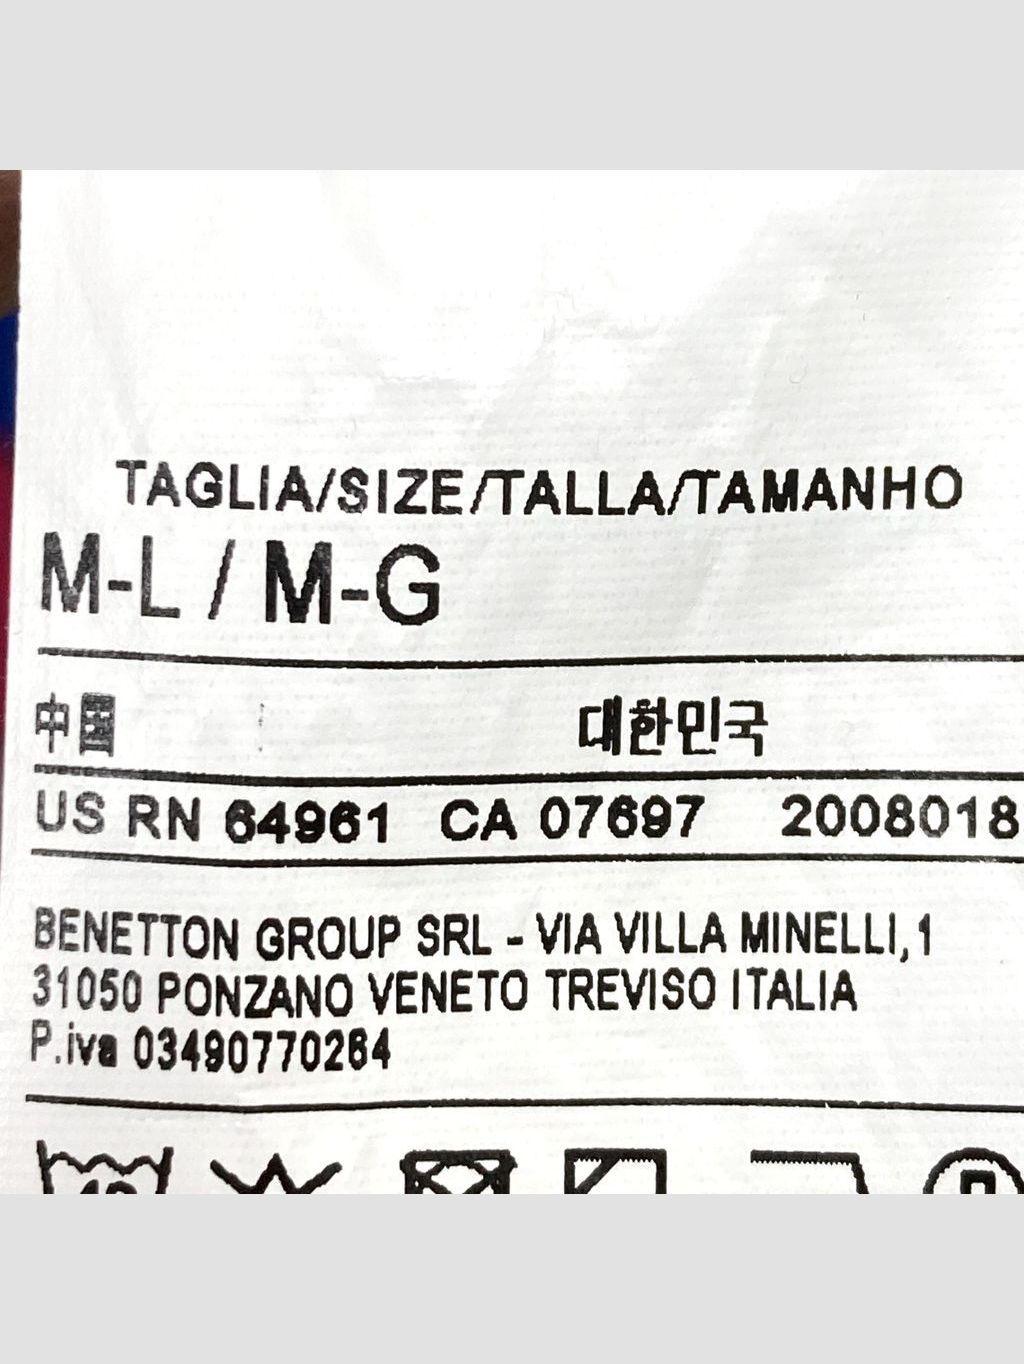 TAGLIA/SIZE/TALLA/TAMANHO
M-L / M-G
中国 대한민국
US RN 64961 CA 07697 2008018
BENETTON GROUP SRL - VIA VILLA MINELLI,1
31050 PONZANO VENETO TREVISO ITALIA
P.iva 03490770264